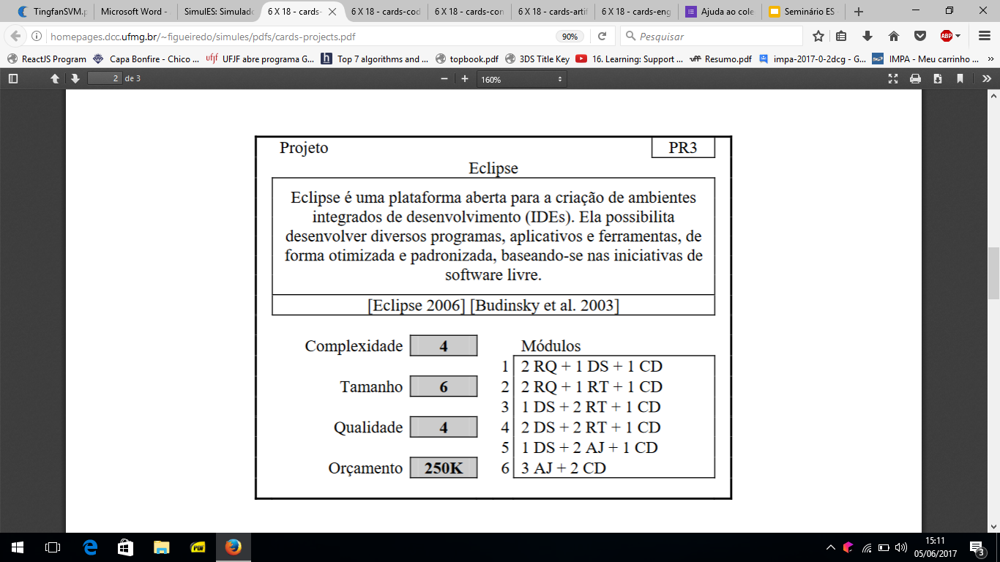 TingfanSVM.p
Microsoft Word -
SimulES: Simulado
6 X 18 - cards-
6 X 18 - cards-cod
6 X 18 - cards-con
6 X 18 - cards-artif
6 X 18 - cards-eng
Ajuda ao cole
Seminário ES -
homepages.dcc.ufmg.br/~figueiredo/simules/pdfs/cards-projects.pdf
90%
Pesquisar
ABP
ReactJS Program
Capa Bonfire - Chico ...
ufjf UFJF abre programa G...
h Top 7 algorithms and ...
topbook.pdf
3DS Title Key
16. Learning: Support ...
Resumo.pdf
impa-2017-0-2dcg - G...
IMPA - Meu carrinho ...
2 de 3
160%
Projeto
PR3
Eclipse
Eclipse é uma plataforma aberta para a criação de ambientes
integrados de desenvolvimento (IDEs). Ela possibilita
desenvolver diversos programas, aplicativos e ferramentas, de
forma otimizada e padronizada, baseando-se nas iniciativas de
software livre.
[Eclipse 2006] [Budinsky et al. 2003]
Complexidade 4
Tamanho 6
Qualidade 4
Orçamento 250K
Módulos
1 2 RQ + 1 DS + 1 CD
2 2 RQ + 1 RT + 1 CD
3 1 DS + 2 RT + 1 CD
4 2 DS + 2 RT + 1 CD
5 1 DS + 2 AJ + 1 CD
6 3 AJ + 2 CD
PDF
15:11
05/06/2017
3